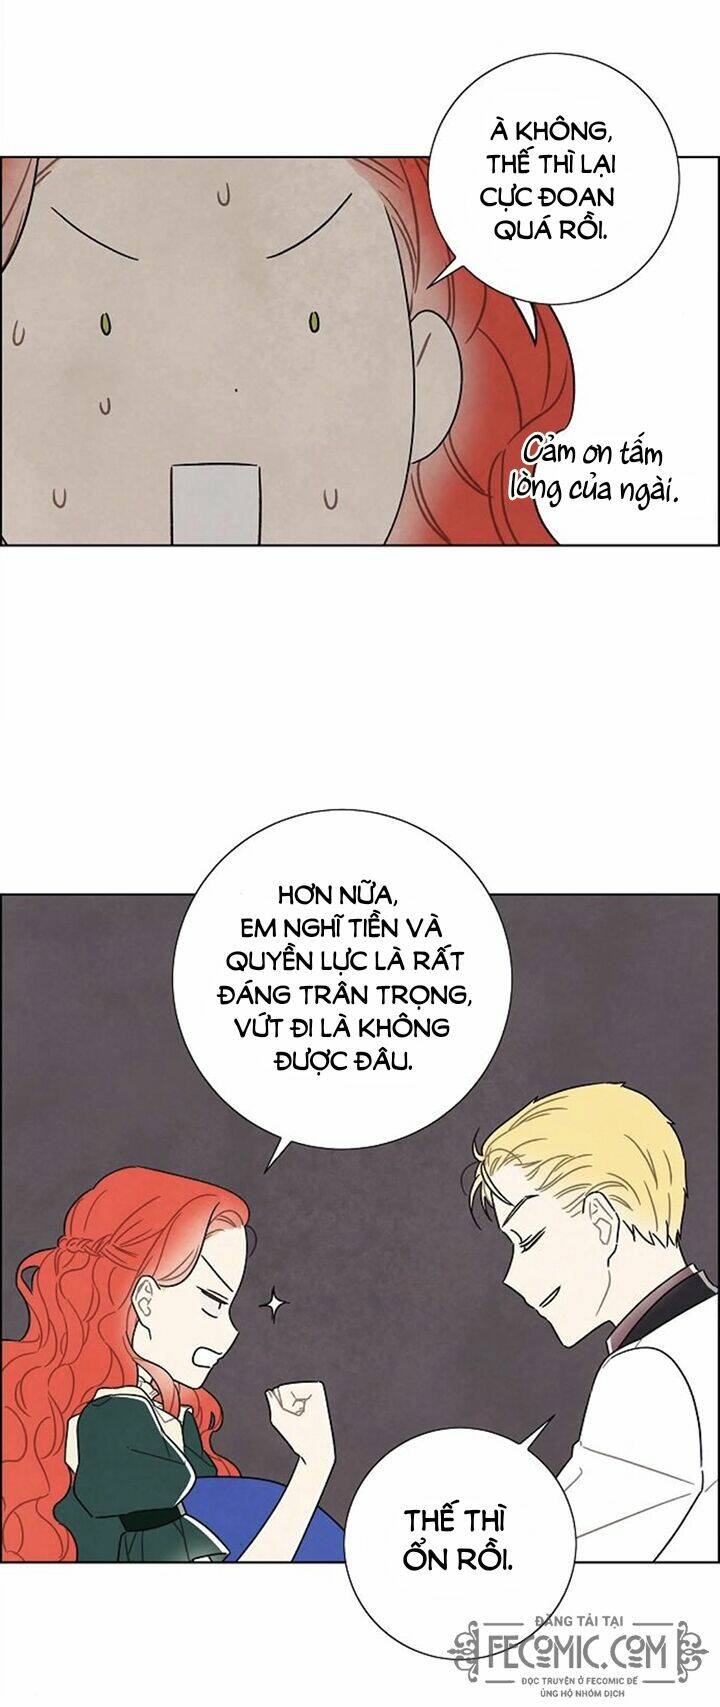 À KHÔNG,
THẾ THÌ LẠI
CỰC ĐOAN
QUÁ RỒI.
Cảm ơn tấm
lòng của ngài.
HƠN NỮA,
EM NGHĨ TIỀN VÀ
QUYỀN LỰC LÀ RẤT
ĐÁNG TRÂN TRỌNG,
VỨT ĐI LÀ KHÔNG
ĐƯỢC ĐÂU.
THẾ THÌ
ỔN RỒI.
ĐĂNG TẢI TẠI
FECOMIC.COM
ĐỌC TRUYỆN Ở FECOMIC ĐỂ
ỦNG HỘ NHÓM DỊCH